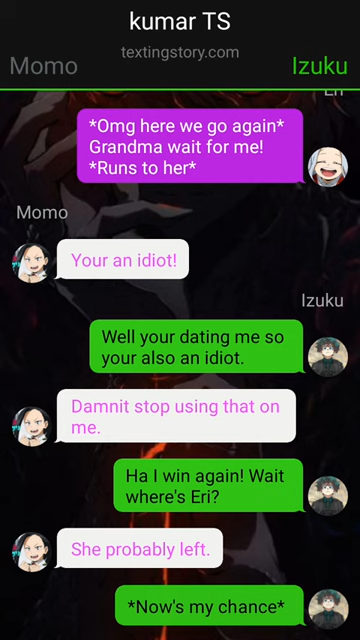 kumar TS
textingstory.com
Momo
Izuku
Eri
*Omg here we go again*
Grandma wait for me!
*Runs to her*
Momo
Your an idiot!
Izuku
Well your dating me so
your also an idiot.
Damnit stop using that on
me.
Ha I win again! Wait
where's Eri?
She probably left.
*Now's my chance*